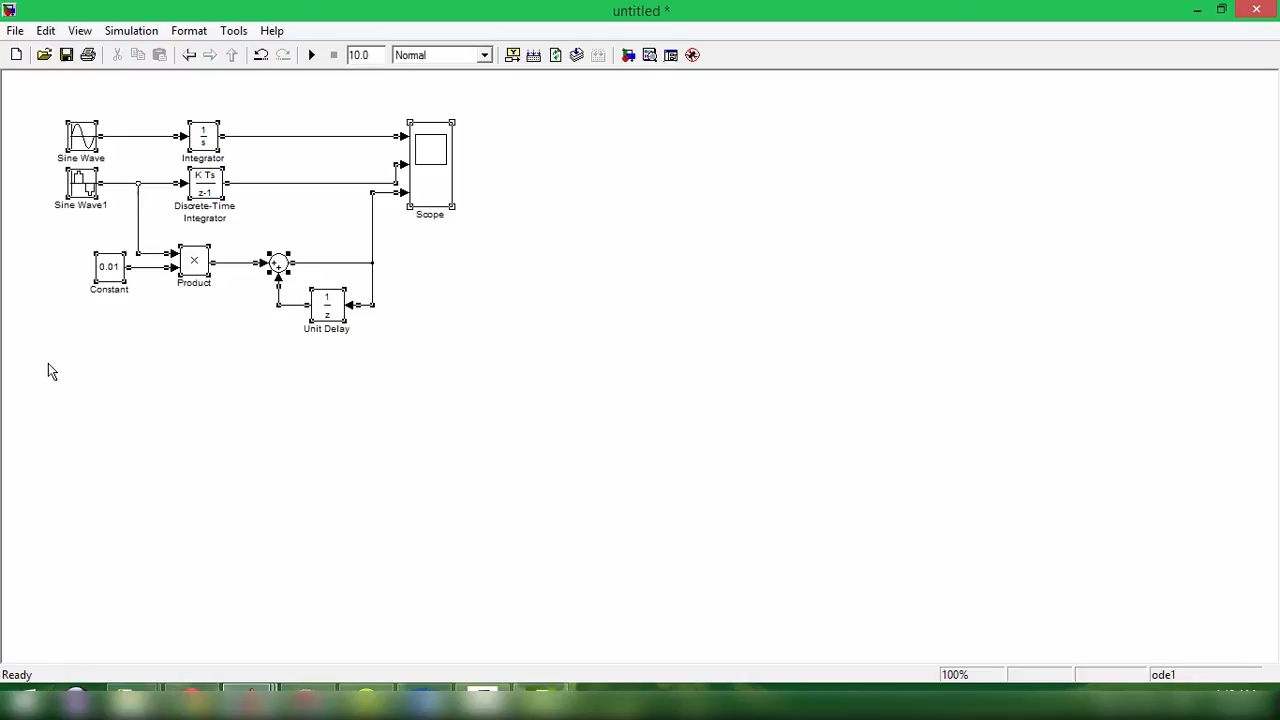 untitled *
File Edit View Simulation Format Tools Help
10.0 Normal
1
s
Sine Wave Integrator
K Ts
z-1
Sine Wave1 Discrete-Time
Integrator
Scope
0.01 × + +
Constant Product
1
z
Unit Delay
Ready 100% ode1